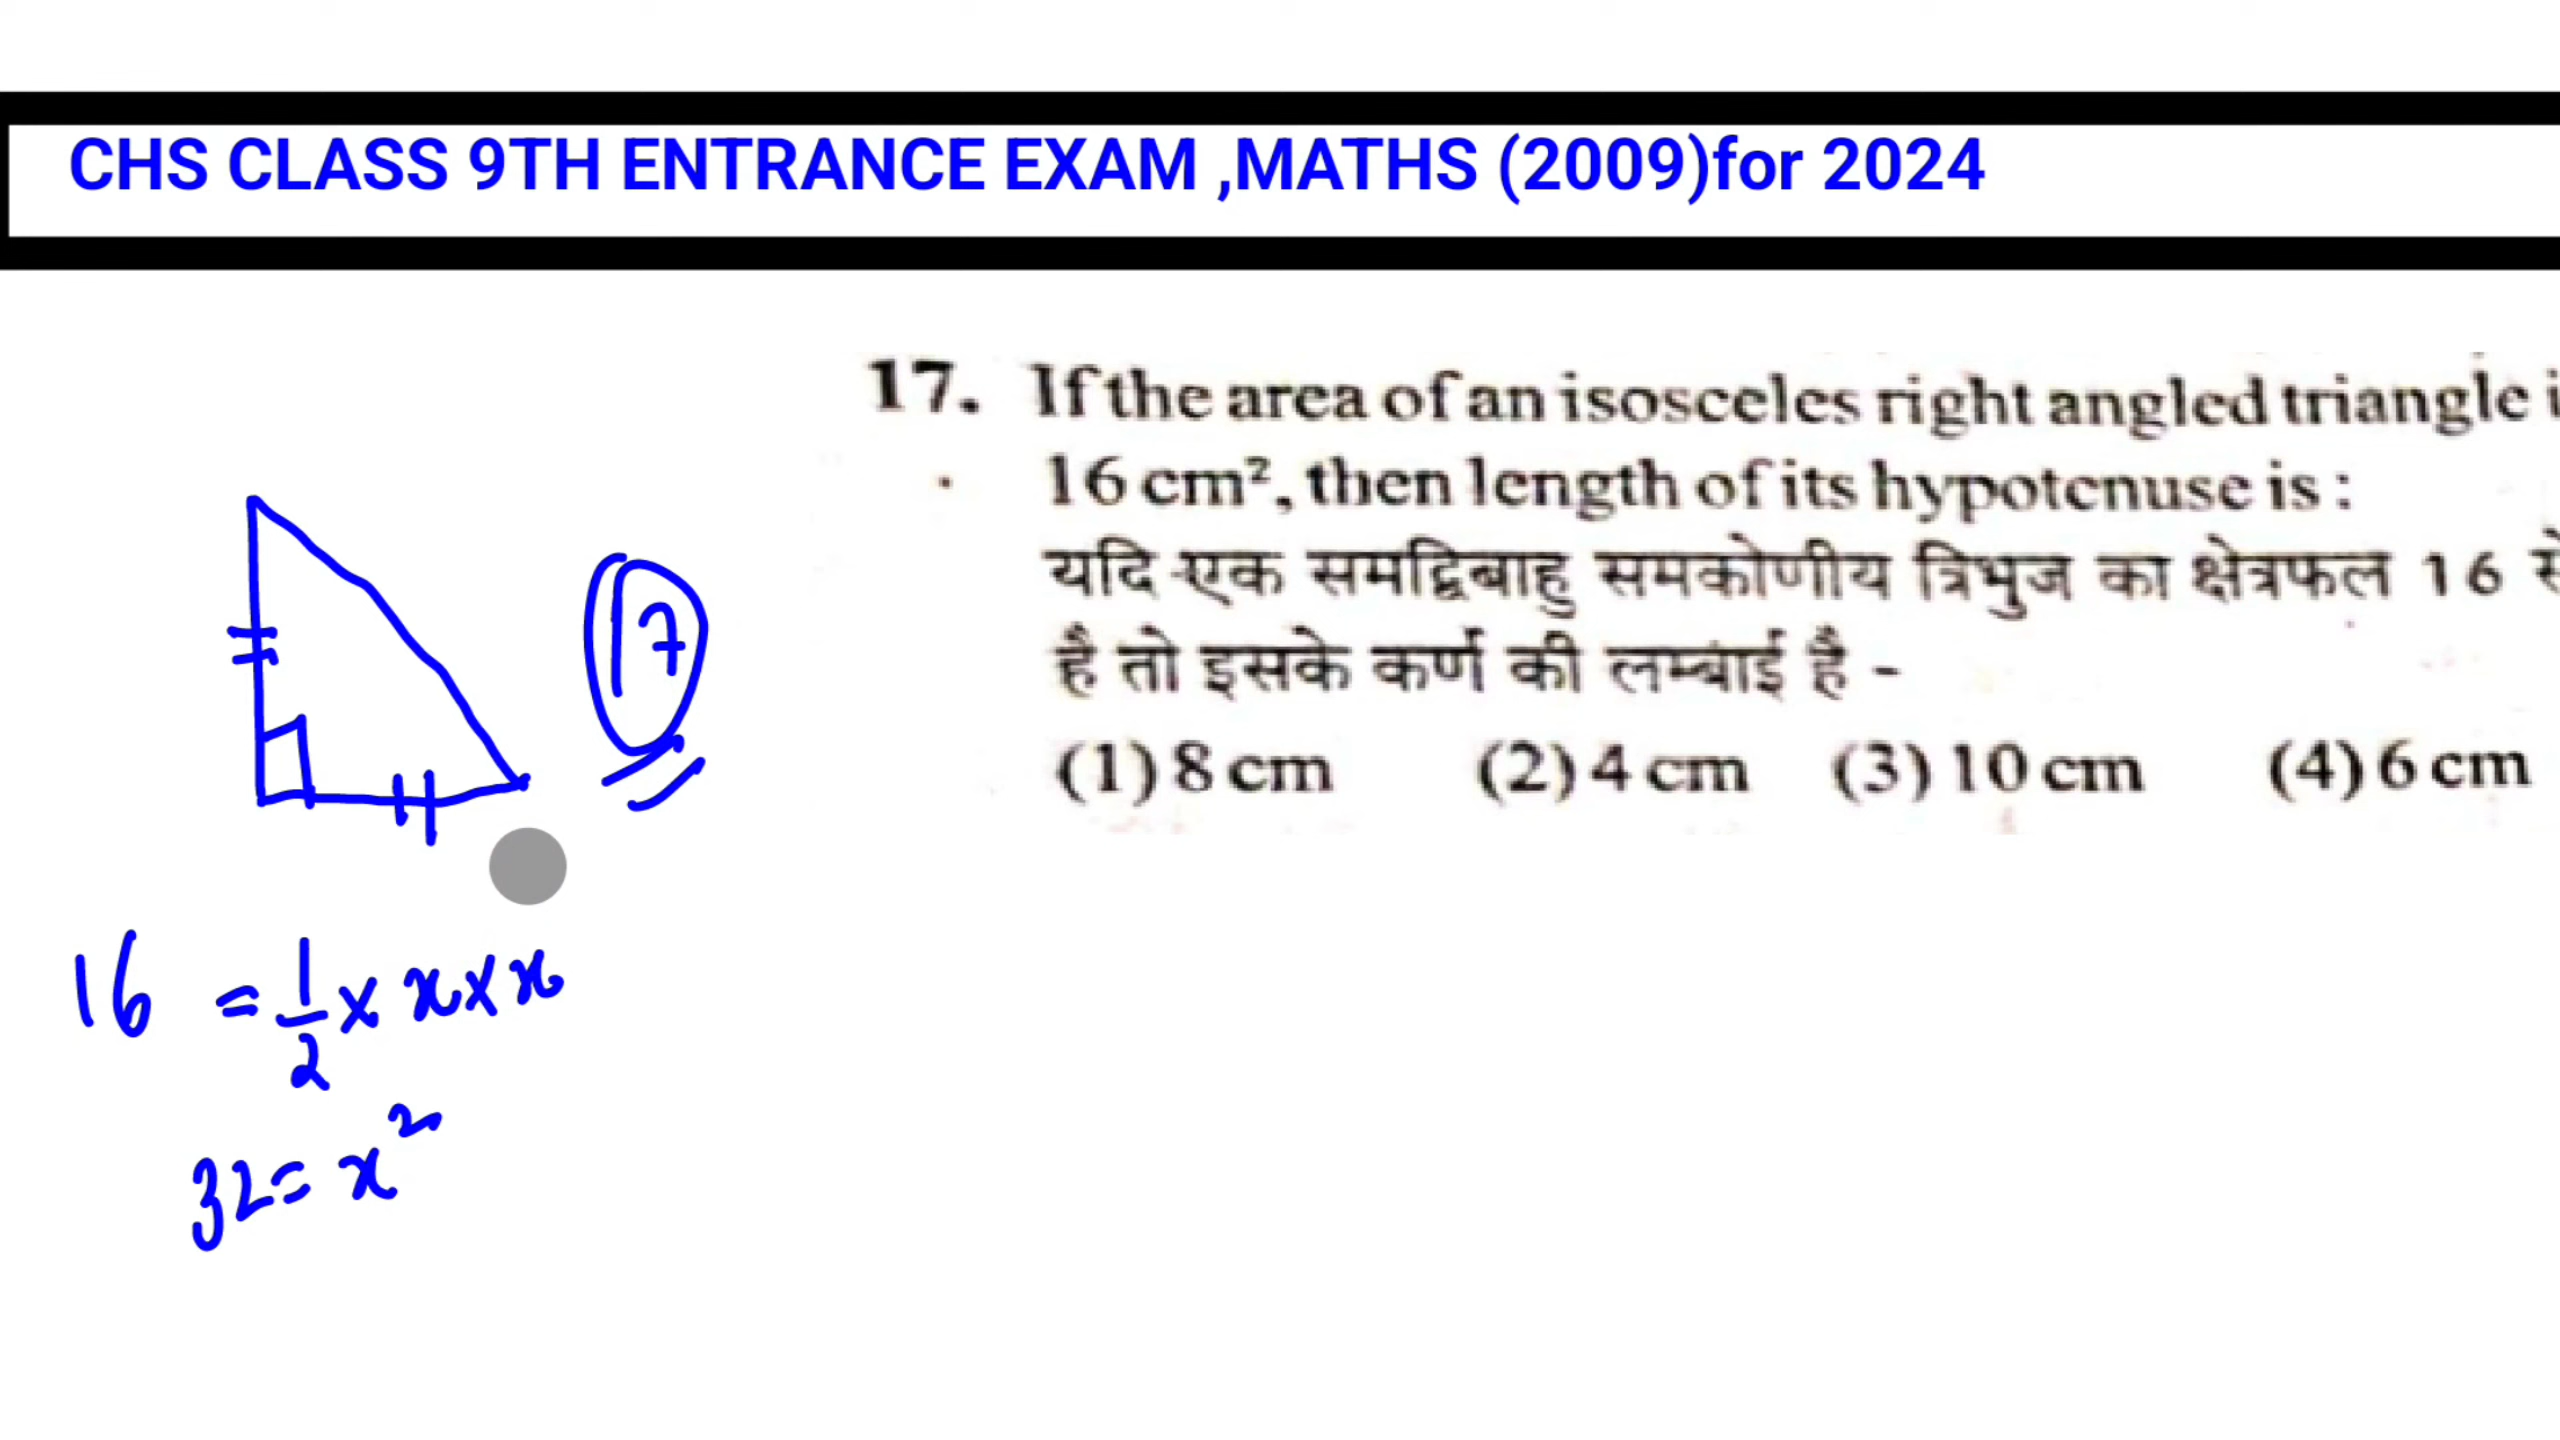 CHS CLASS 9TH ENTRANCE EXAM ,MATHS (2009)for 2024
17. If the area of an isosceles right angled triangle i
16 cm², then length of its hypotenuse is :
यदि एक समद्विबाहु समकोणीय त्रिभुज का क्षेत्रफल 16 से
है तो इसके कर्ण की लम्बाई है -
(1) 8 cm (2) 4 cm (3) 10 cm (4) 6 cm
17
16 = 1/2 × x × x
32 = x²